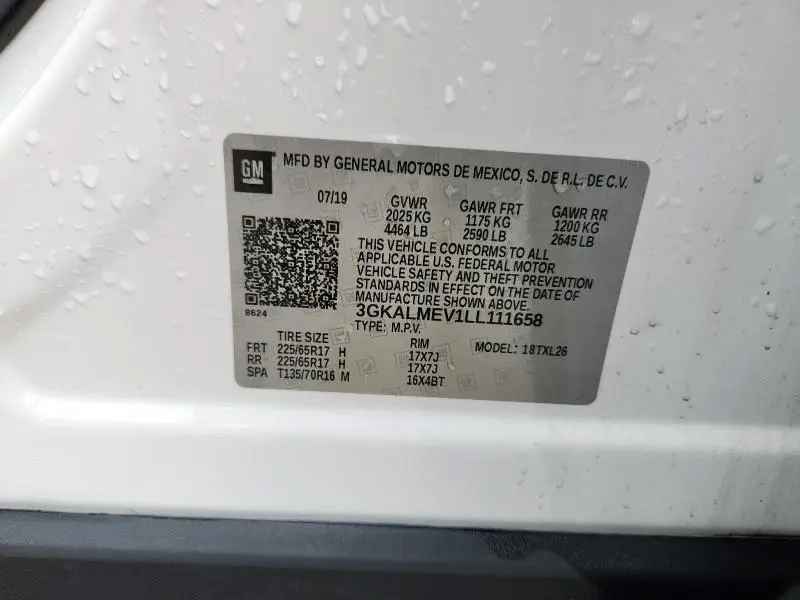 GM MFD BY GENERAL MOTORS DE MEXICO, S. DE R.L. DE C.V.
07/19 GVWR GAWR FRT GAWR RR
2025 KG 1175 KG 1200 KG
4464 LB 2590 LB 2645 LB
THIS VEHICLE CONFORMS TO ALL
APPLICABLE U.S. FEDERAL MOTOR
VEHICLE SAFETY AND THEFT PREVENTION
STANDARDS IN EFFECT ON THE DATE OF
MANUFACTURE SHOWN ABOVE.
8624 3GKALMEV1LL111658
TYPE: M.P.V.
TIRE SIZE RIM MODEL: 18TXL26
FRT 225/65R17 H 17X7J
RR 225/65R17 H 17X7J
SPA T135/70R16 M 16X4BT